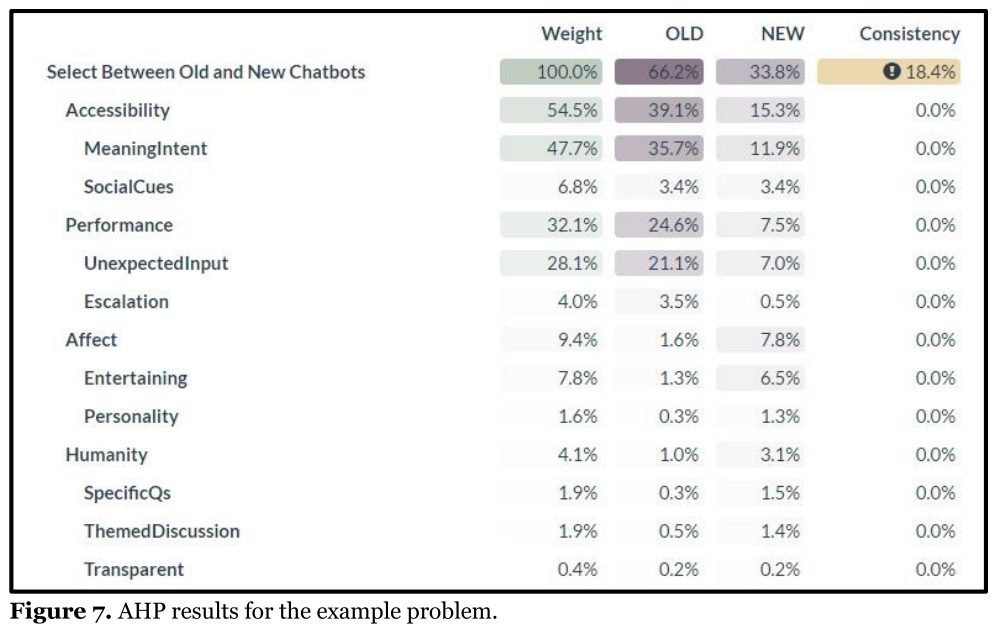 Weight OLD NEW Consistency
Select Between Old and New Chatbots 100.0% 66.2% 33.8% ! 18.4%
Accessibility 54.5% 39.1% 15.3% 0.0%
MeaningIntent 47.7% 35.7% 11.9% 0.0%
SocialCues 6.8% 3.4% 3.4% 0.0%
Performance 32.1% 24.6% 7.5% 0.0%
UnexpectedInput 28.1% 21.1% 7.0% 0.0%
Escalation 4.0% 3.5% 0.5% 0.0%
Affect 9.4% 1.6% 7.8% 0.0%
Entertaining 7.8% 1.3% 6.5% 0.0%
Personality 1.6% 0.3% 1.3% 0.0%
Humanity 4.1% 1.0% 3.1% 0.0%
SpecificQs 1.9% 0.3% 1.5% 0.0%
ThemedDiscussion 1.9% 0.5% 1.4% 0.0%
Transparent 0.4% 0.2% 0.2% 0.0%
Figure 7. AHP results for the example problem.